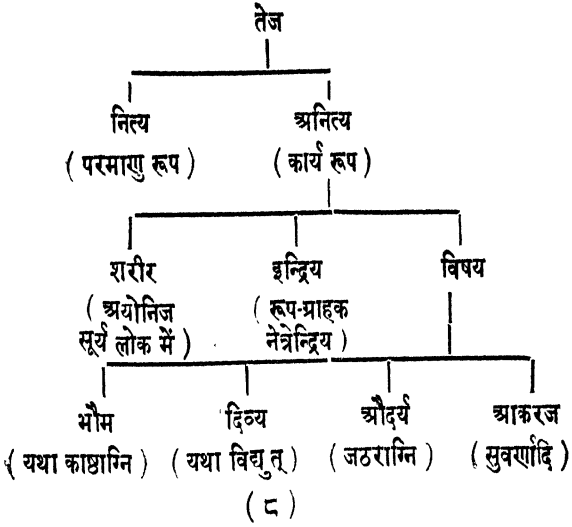 तेज
नित्य अनित्य
( परमाणु रूप ) ( कार्य रूप )
शरीर इन्द्रिय विषय
( अयोनिज ( रूप-ग्राहक
सूर्य लोक में ) नेत्रेन्द्रिय )
भौम दिव्य औदर्य आकरज
( यथा काष्ठाग्नि ) ( यथा विद्युत् ) ( जठराग्नि ) ( सुवर्णादि )
( ८ )